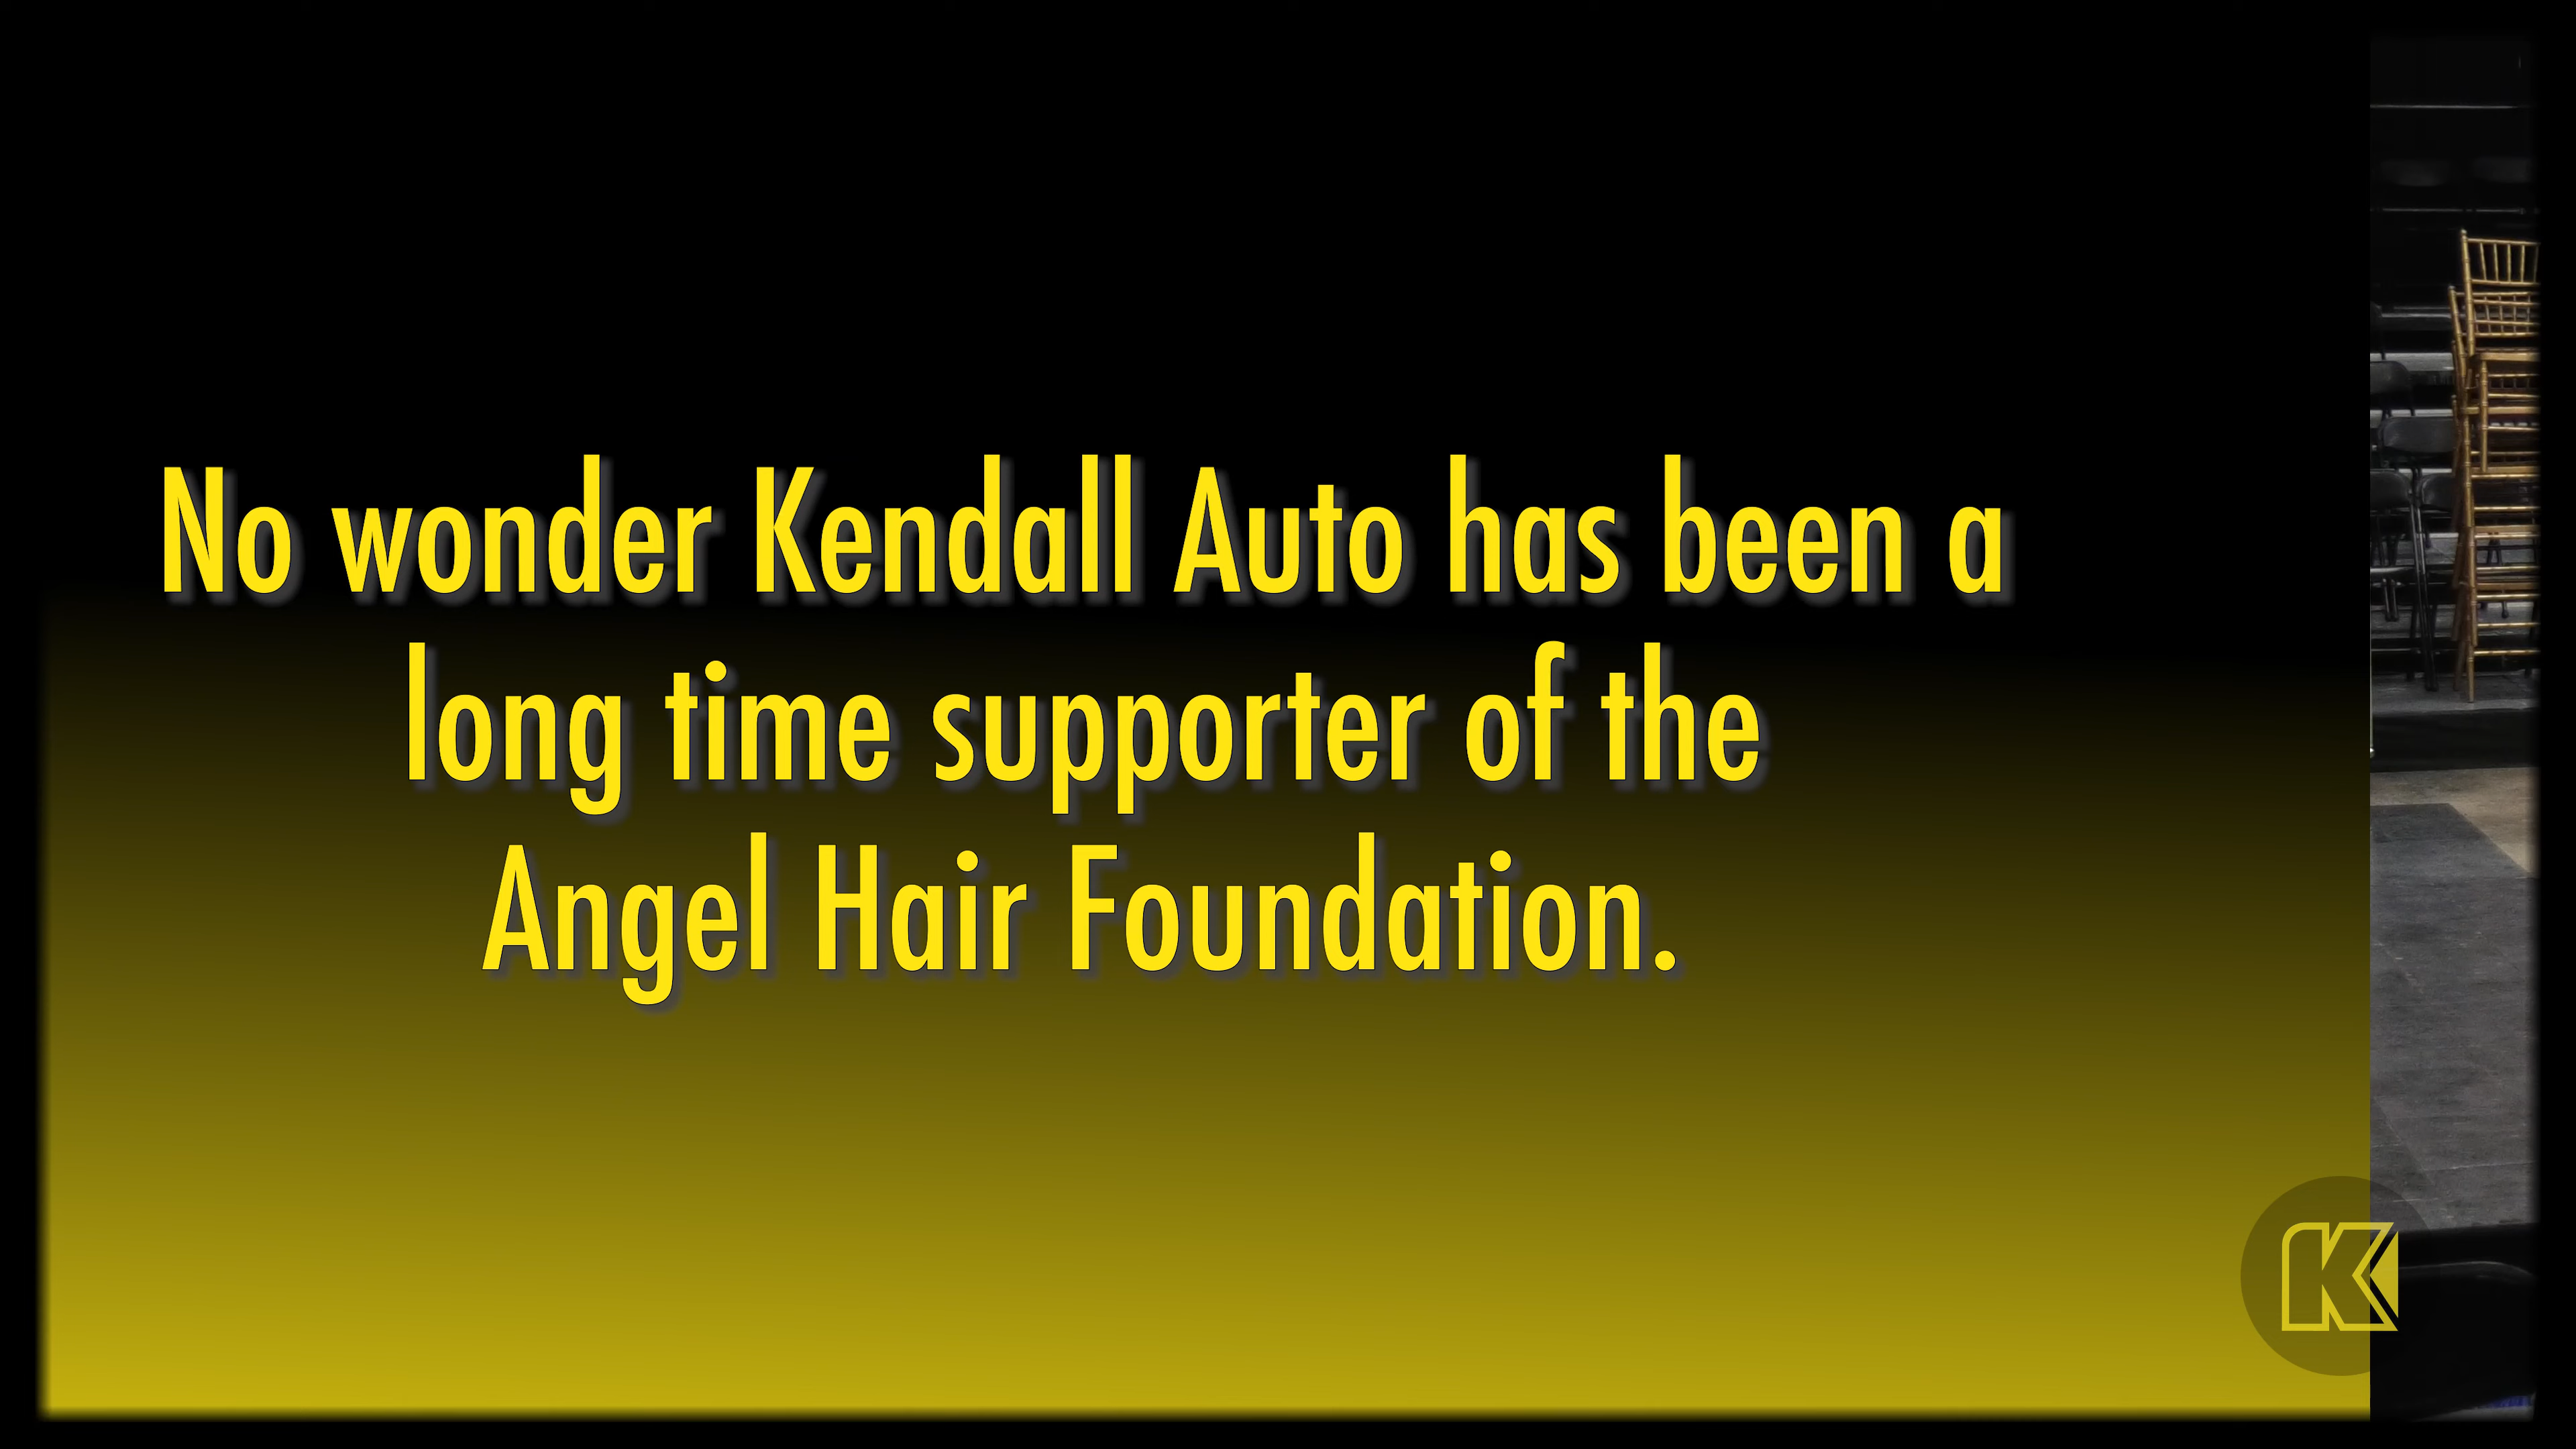 No wonder Kendall Auto has been a
long time supporter of the
Angel Hair Foundation.
K